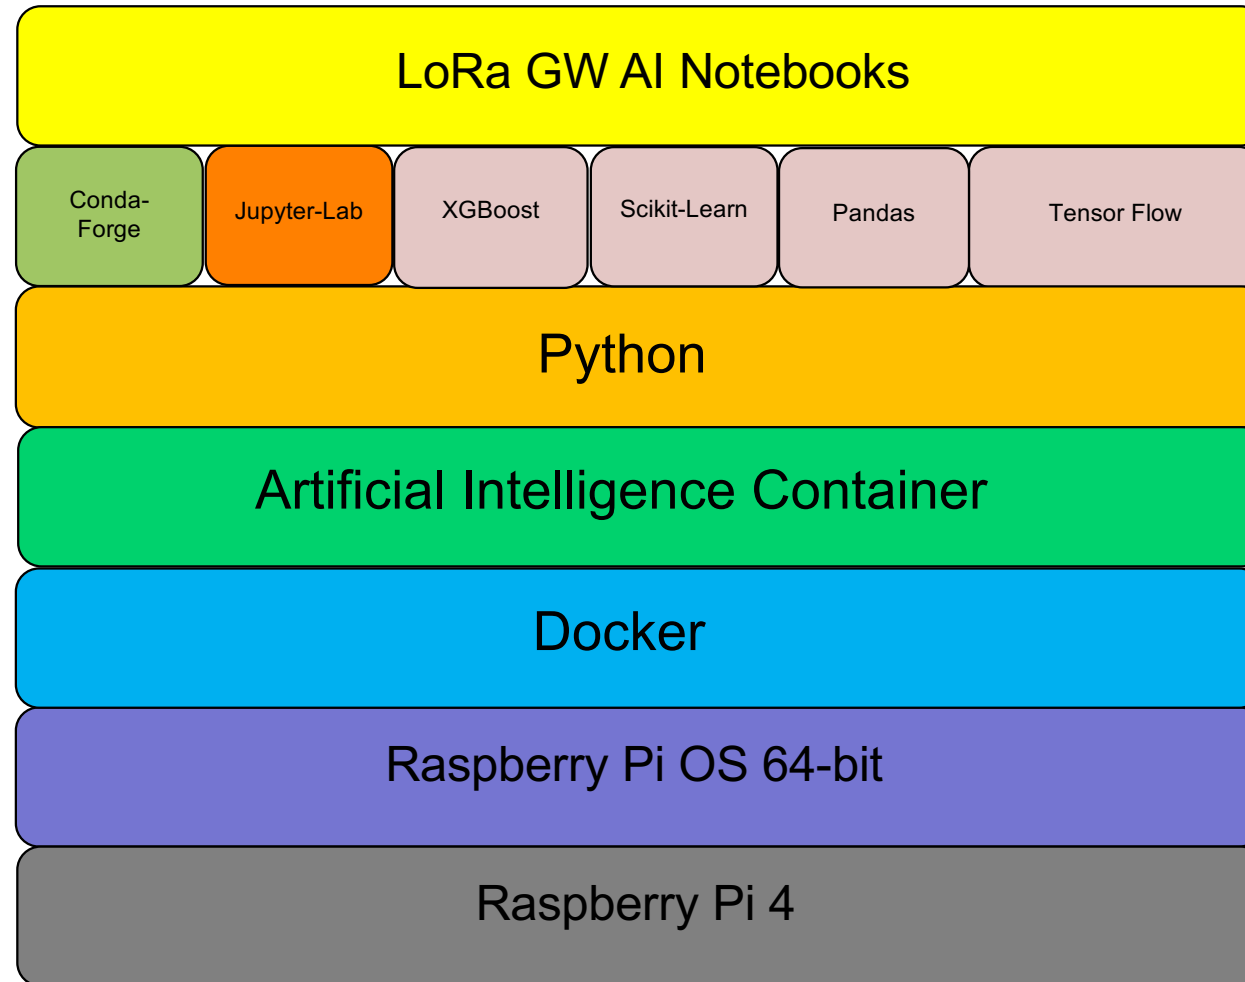 LoRa GW AI Notebooks
Conda-
Forge
Jupyter-Lab
XGBoost
Scikit-Learn
Pandas
Tensor Flow
Python
Artificial Intelligence Container
Docker
Raspberry Pi OS 64-bit
Raspberry Pi 4